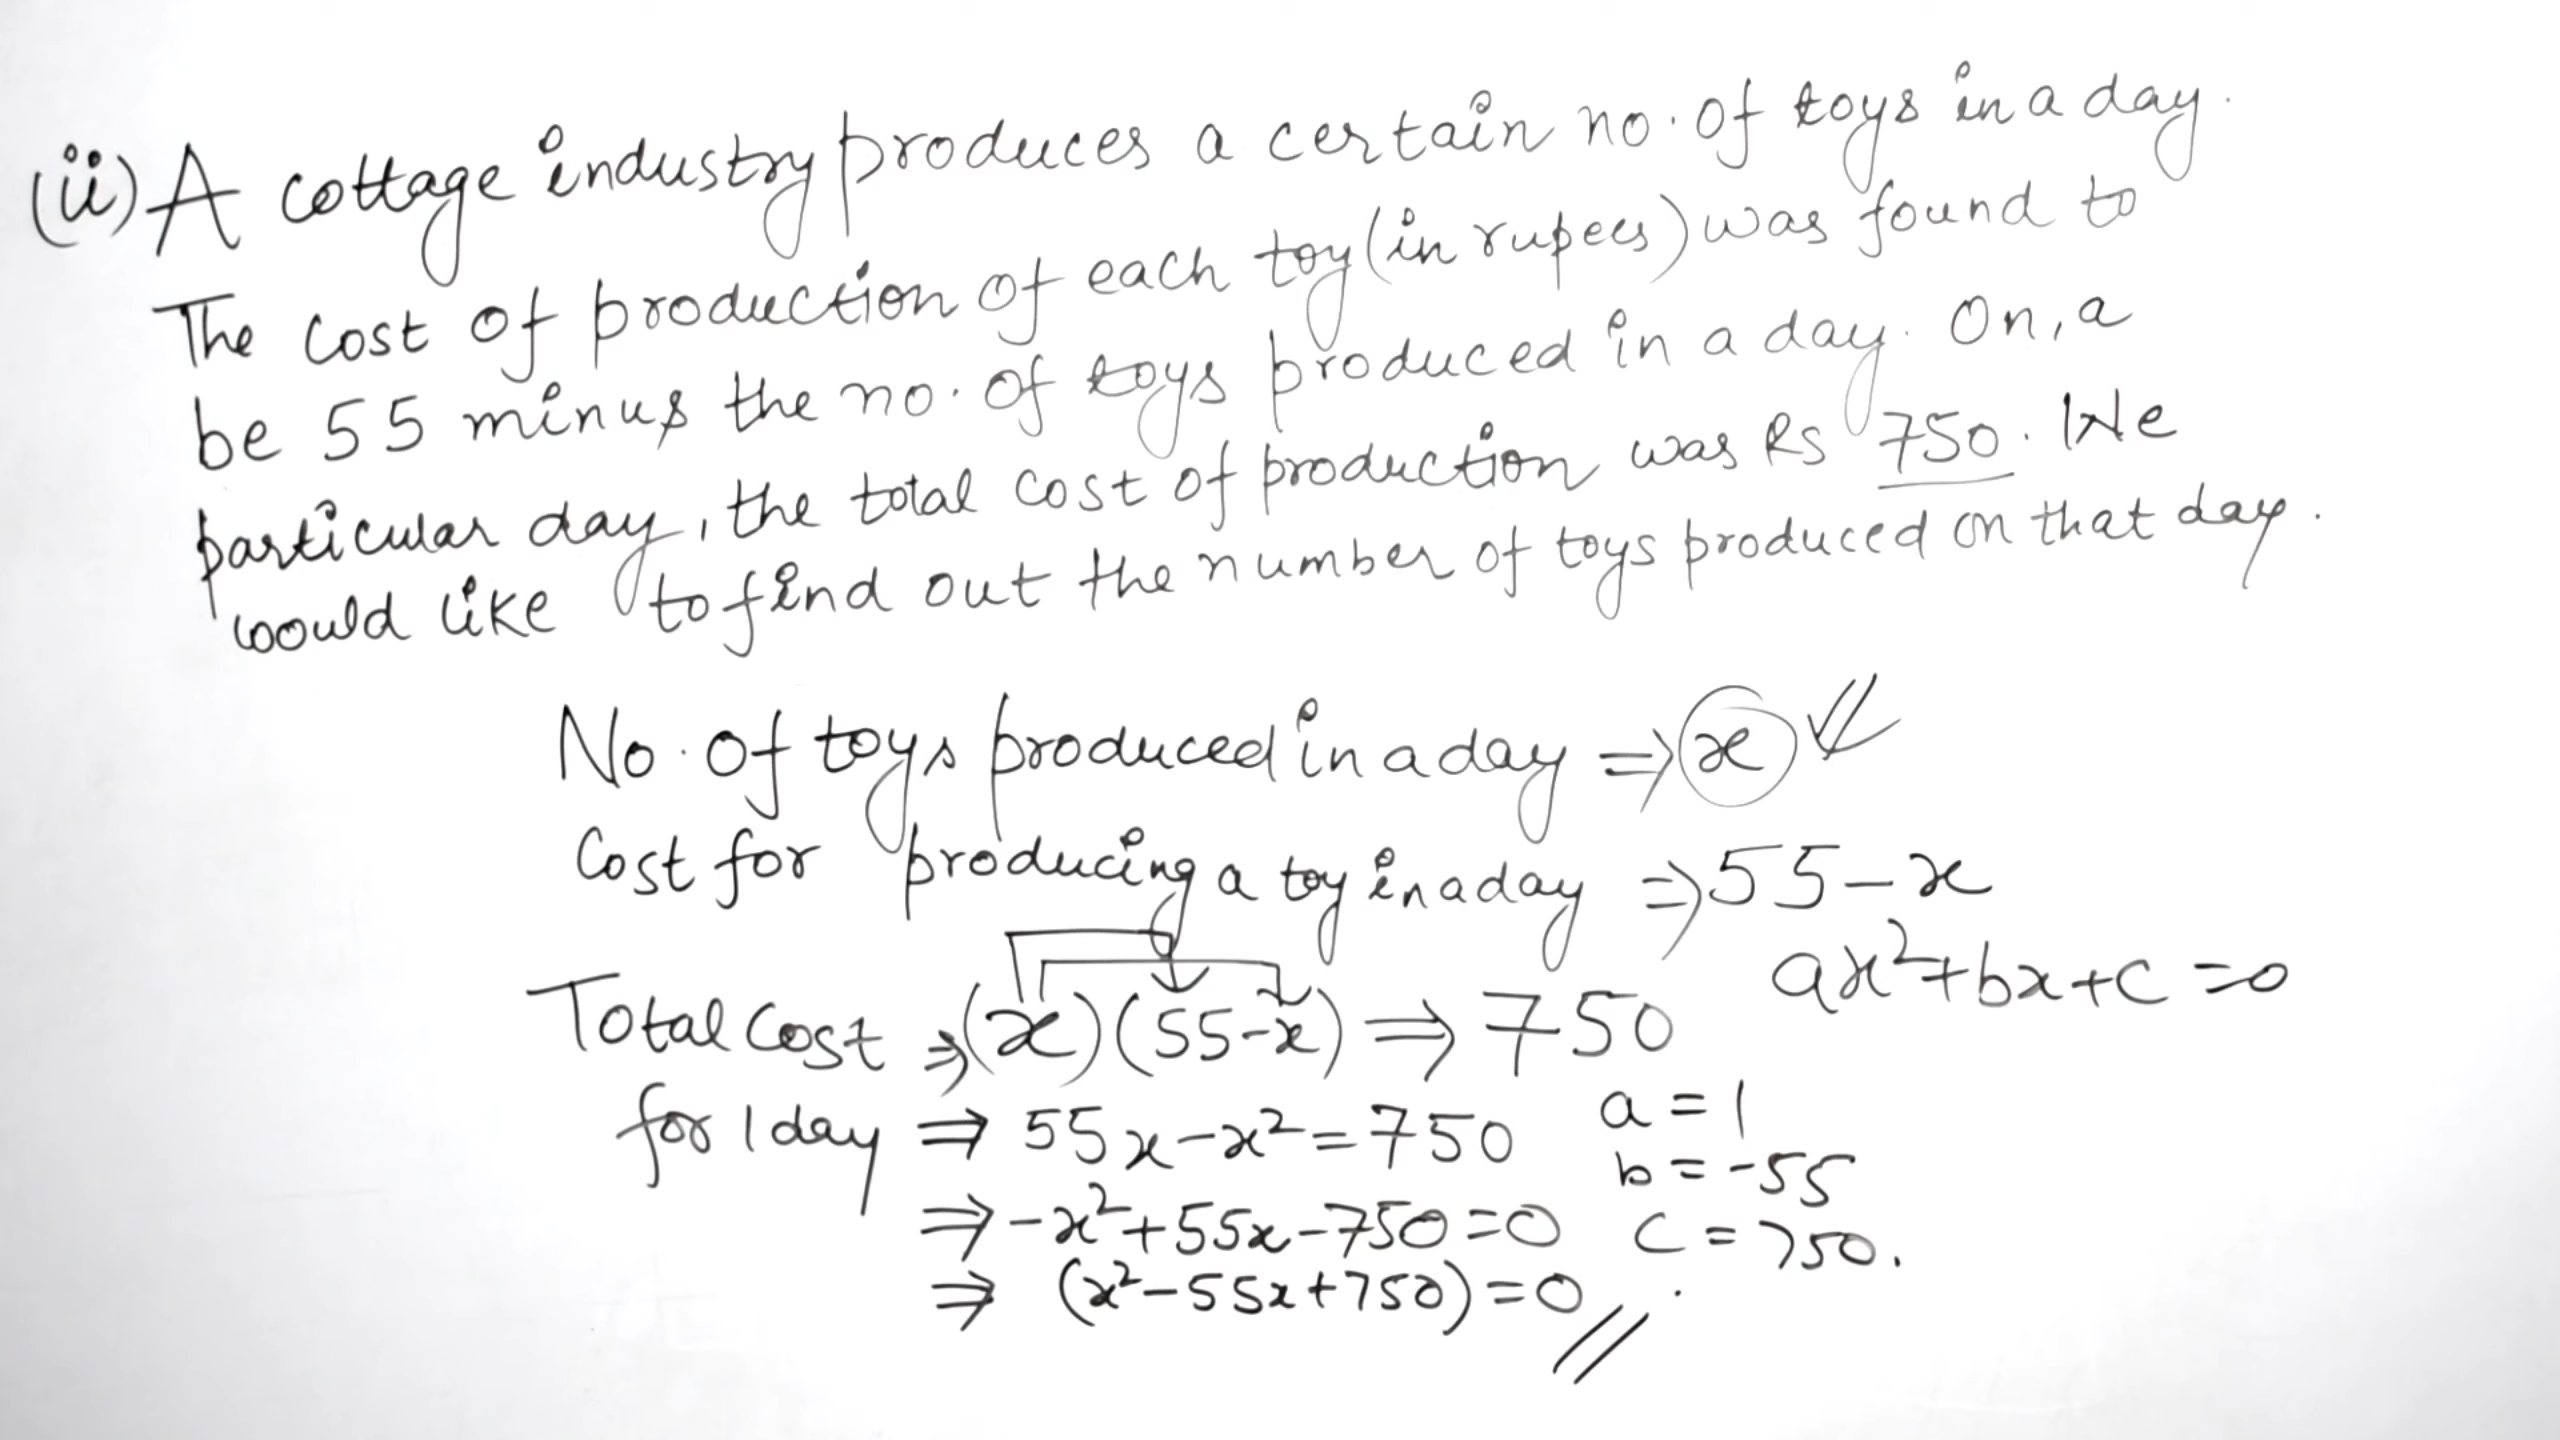 (ii) A cottage industry produces a certain no. of toys in a day.
The cost of production of each toy (in rupees) was found to
be 55 minus the no. of toys produced in a day. On, a
particular day, the total cost of production was Rs 750. We
would like to find out the number of toys produced on that day.
No. of toys produced in a day ⇒ x
Cost for producing a toy in a day ⇒ 55-x
ax²+bx+c=0
Total Cost ⇒ (x)(55-x) ⇒ 750
for 1 day ⇒ 55x-x²=750
a=1
b=-55
⇒ -x²+55x-750=0
c=750.
⇒ (x²-55x+750)=0